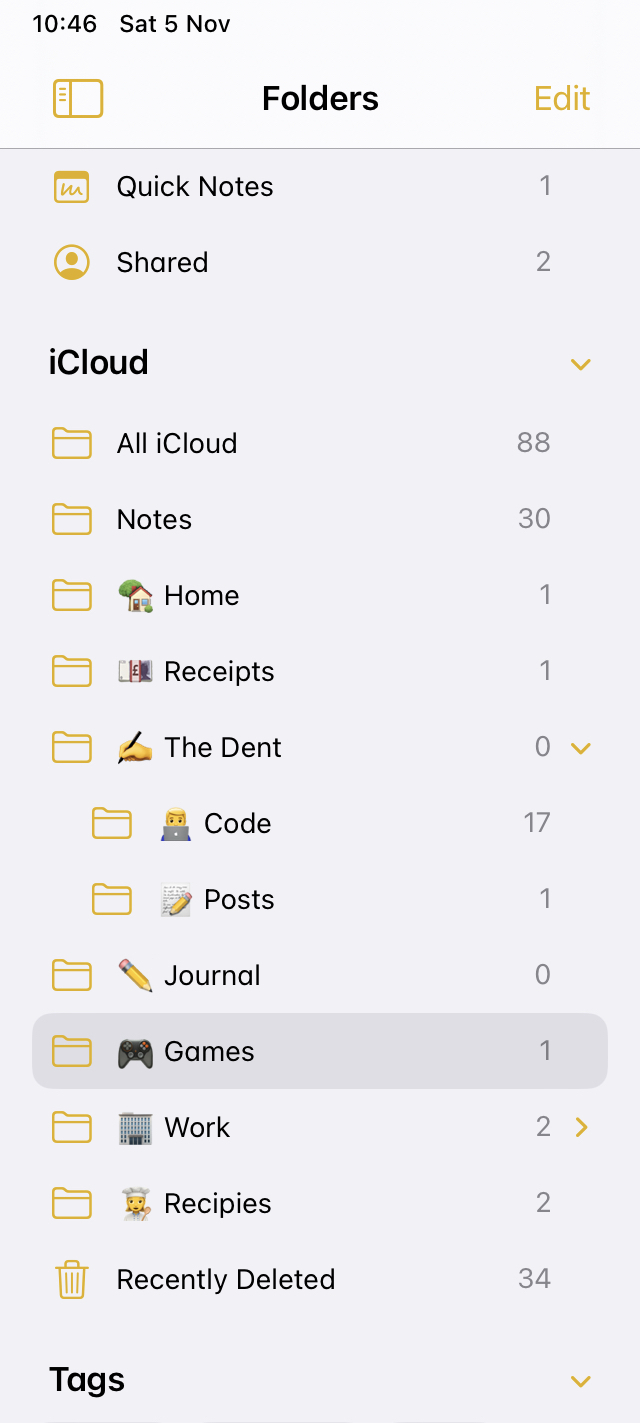 10:46 Sat 5 Nov
Folders Edit
Quick Notes 1
Shared 2
iCloud
All iCloud 88
Notes 30
Home 1
Receipts 1
The Dent 0
Code 17
Posts 1
Journal 0
Games 1
Work 2
Recipies 2
Recently Deleted 34
Tags